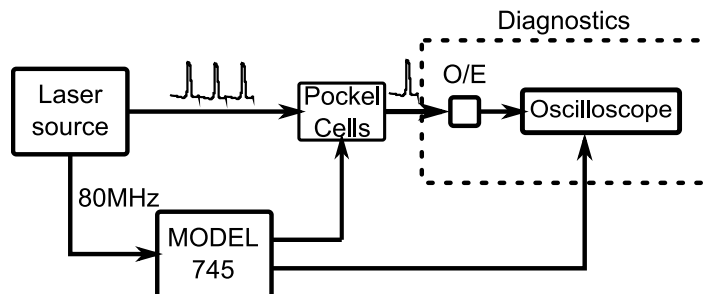 Diagnostics
O/E
Laser
source
Pockel
Cells
Oscilloscope
80MHz
MODEL
745